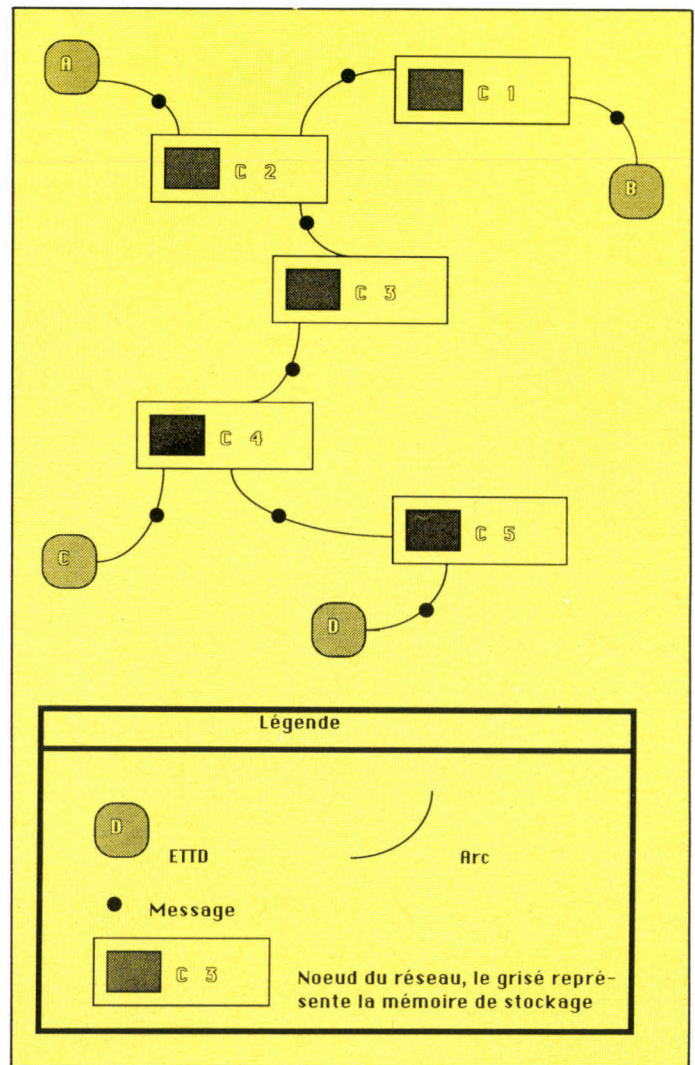 A
C 1
C 2
B
C 3
C 4
C
C 5
D
Légende
D
ETTD
Arc
Message
C 3
Noeud du réseau, le grisé repré-
sente la mémoire de stockage